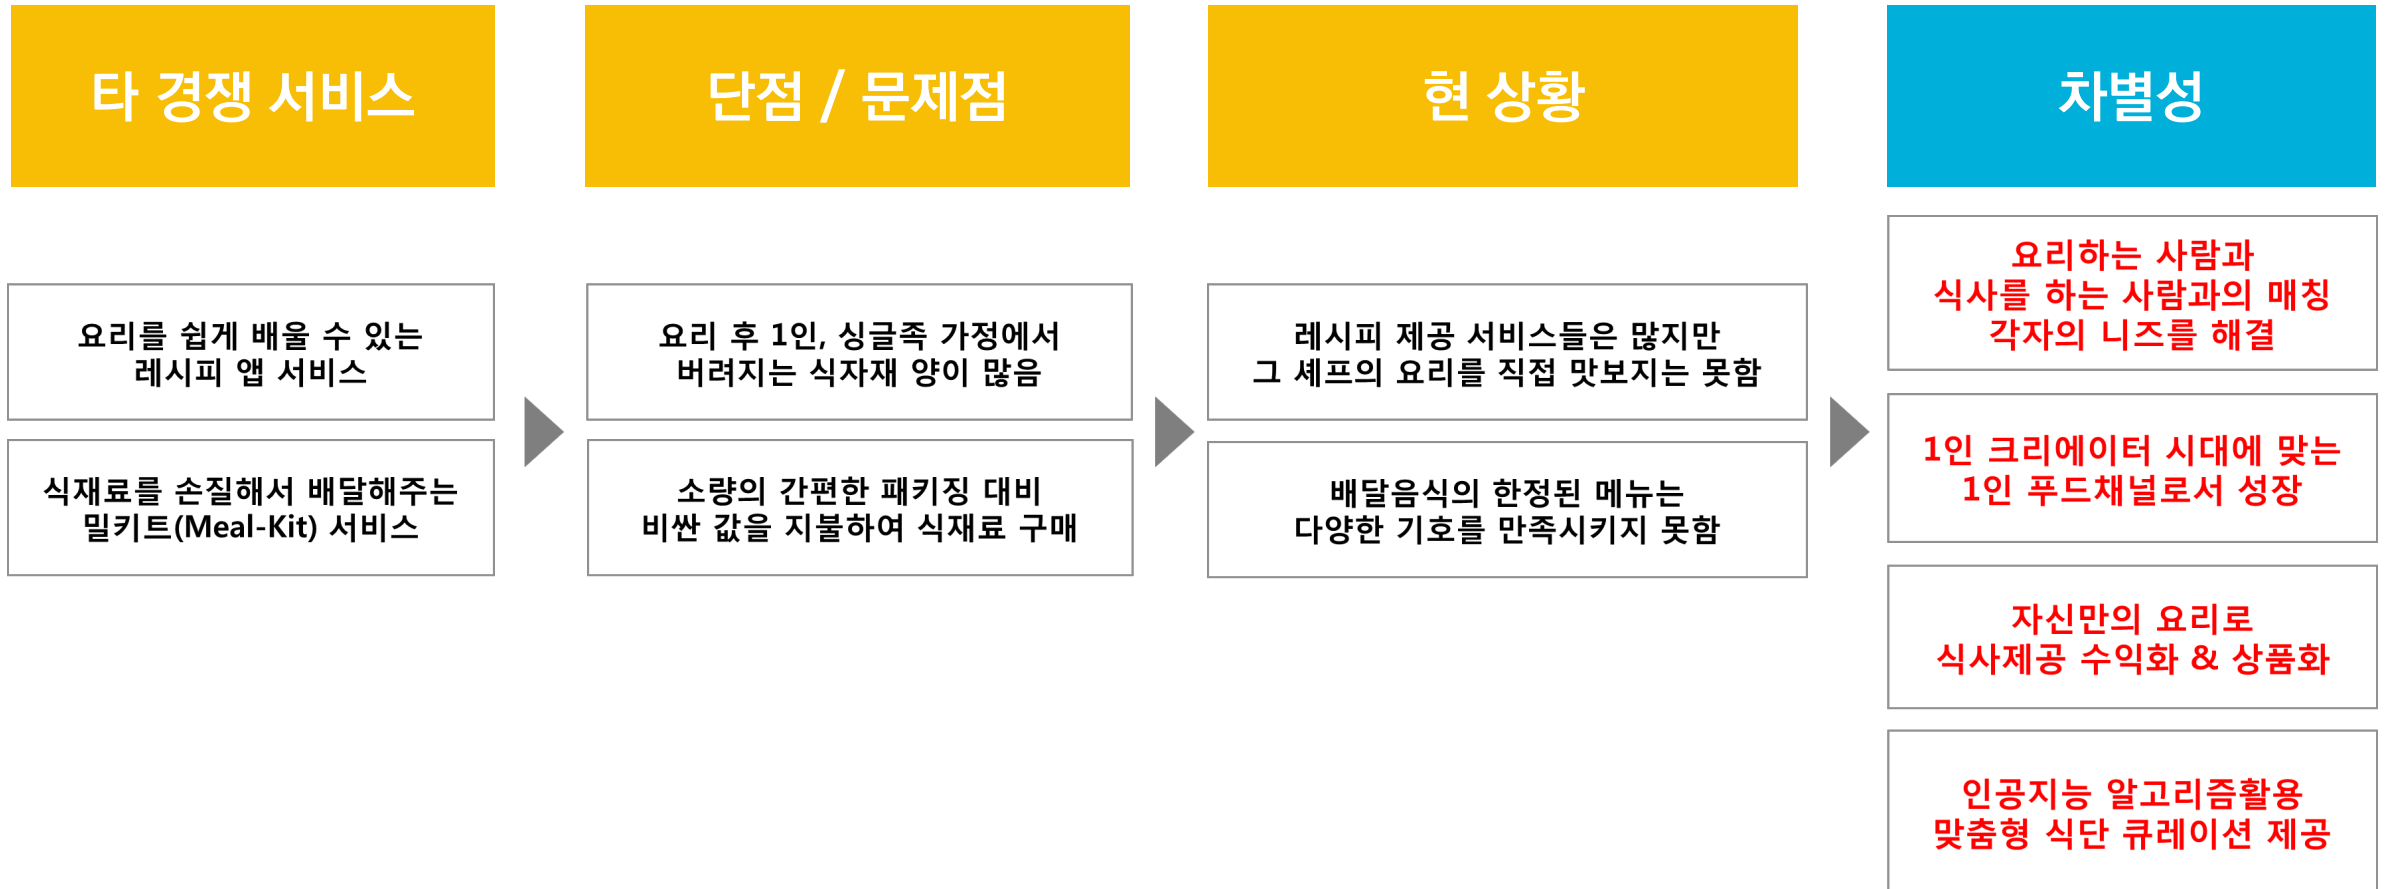 타 경쟁 서비스
단점 / 문제점
현 상황
차별성
요리를 쉽게 배울 수 있는
레시피 앱 서비스
식재료를 손질해서 배달해주는
밀키트(Meal-Kit) 서비스
요리 후 1인, 싱글족 가정에서
버려지는 식자재 양이 많음
소량의 간편한 패키징 대비
비싼 값을 지불하여 식재료 구매
레시피 제공 서비스들은 많지만
그 셰프의 요리를 직접 맛보지는 못함
배달음식의 한정된 메뉴는
다양한 기호를 만족시키지 못함
요리하는 사람과
식사를 하는 사람과의 매칭
각자의 니즈를 해결
1인 크리에이터 시대에 맞는
1인 푸드채널로서 성장
자신만의 요리로
식사제공 수익화 & 상품화
인공지능 알고리즘활용
맞춤형 식단 큐레이션 제공